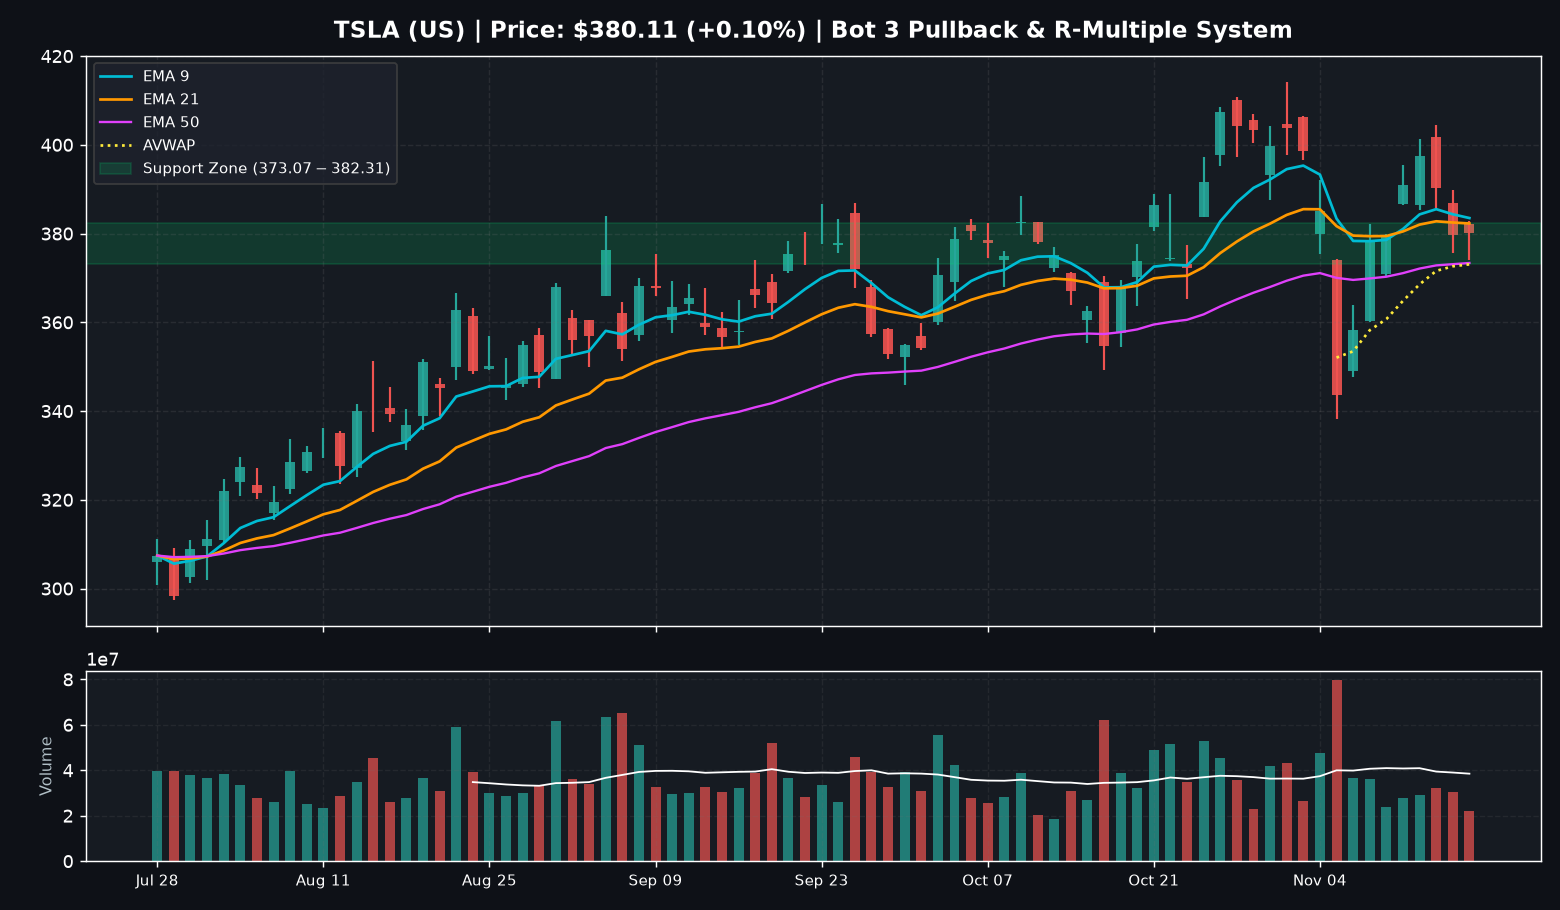 TSLA (US) | Price: $380.11 (+0.10%) | Bot 3 Pullback & R-Multiple System
420
400
380
360
340
320
300
EMA 9
EMA 21
EMA 50
AVWAP
Support Zone (373.07 − 382.31)
1e7
8
6
4
2
0
Volume
Jul 28
Aug 11
Aug 25
Sep 09
Sep 23
Oct 07
Oct 21
Nov 04